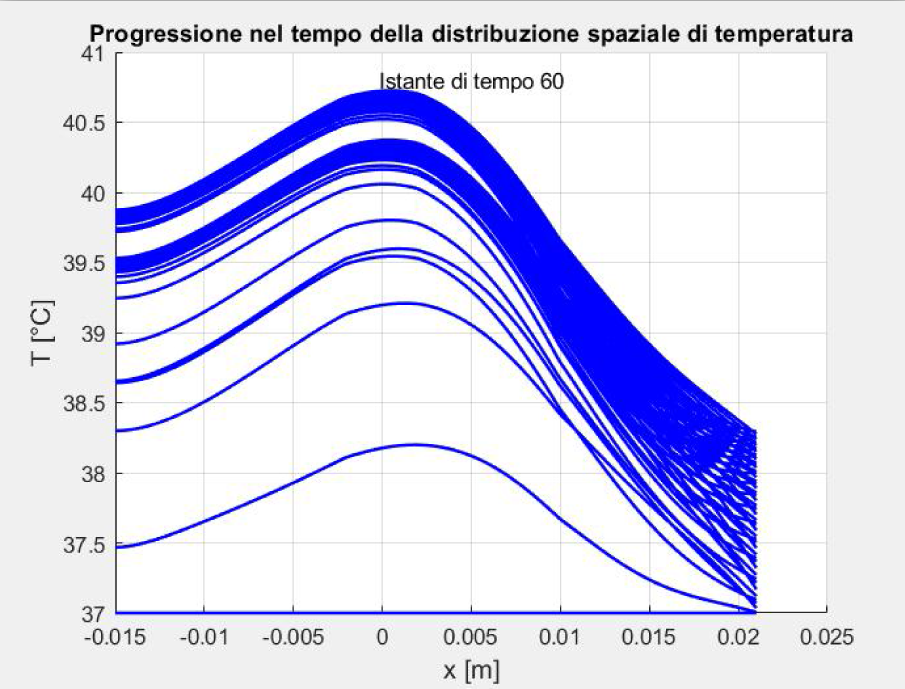 Progressione nel tempo della distribuzione spaziale di temperatura
Istante di tempo 60
41
40.5
40
39.5
39
38.5
38
37.5
37
T [°C]
-0.015 -0.01 -0.005 0 0.005 0.01 0.015 0.02 0.025
x [m]